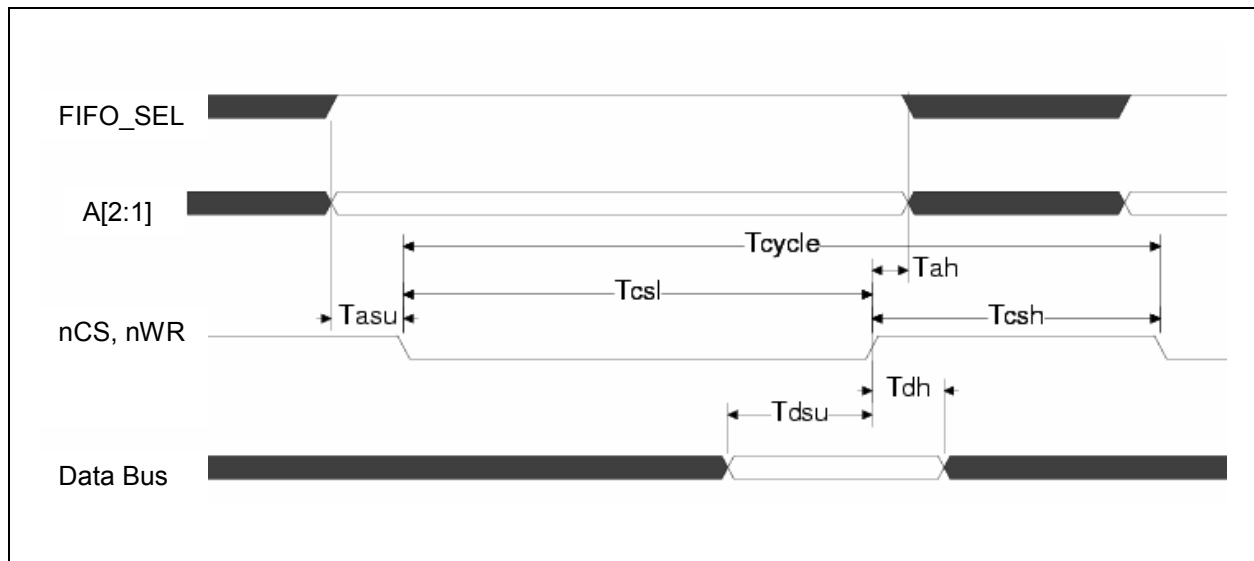 FIFO_SEL
A[2:1]
Tcycle
Tah
Tcsl
Tasu
Tcsh
nCS, nWR
Tdh
Tdsu
Data Bus